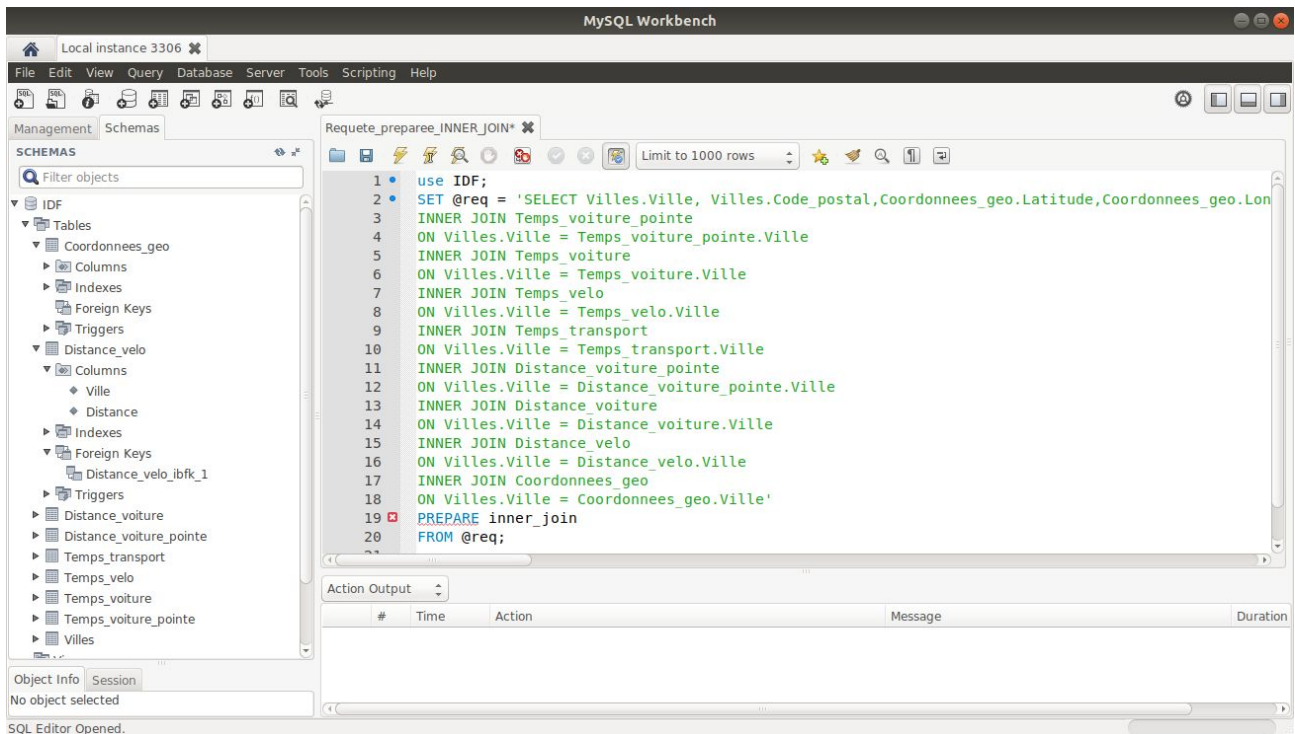 MySQL Workbench
Local instance 3306
File Edit View Query Database Server Tools Scripting Help
Management Schemas
Requete_preparee_INNER_JOIN*
SCHEMAS
Filter objects
Limit to 1000 rows
IDF
Tables
Coordonnees_geo
Columns
Indexes
Foreign Keys
Triggers
Distance_velo
Columns
Ville
Distance
Indexes
Foreign Keys
Distance_velo_ibfk_1
Triggers
Distance_voiture
Distance_voiture_pointe
Temps_transport
Temps_velo
Temps_voiture
Temps_voiture_pointe
Villes
1 use IDF;
2 SET @req = 'SELECT Villes.Ville, Villes.Code_postal,Coordonnees_geo.Latitude,Coordonnees_geo.Lon
3 INNER JOIN Temps_voiture_pointe
4 ON Villes.Ville = Temps_voiture_pointe.Ville
5 INNER JOIN Temps_voiture
6 ON Villes.Ville = Temps_voiture.Ville
7 INNER JOIN Temps_velo
8 ON Villes.Ville = Temps_velo.Ville
9 INNER JOIN Temps_transport
10 ON Villes.Ville = Temps_transport.Ville
11 INNER JOIN Distance_voiture_pointe
12 ON Villes.Ville = Distance_voiture_pointe.Ville
13 INNER JOIN Distance_voiture
14 ON Villes.Ville = Distance_voiture.Ville
15 INNER JOIN Distance_velo
16 ON Villes.Ville = Distance_velo.Ville
17 INNER JOIN Coordonnees_geo
18 ON Villes.Ville = Coordonnees_geo.Ville'
19 PREPARE inner_join
20 FROM @req;
Action Output
# Time Action Message Duration
Object Info Session
No object selected
SQL Editor Opened.